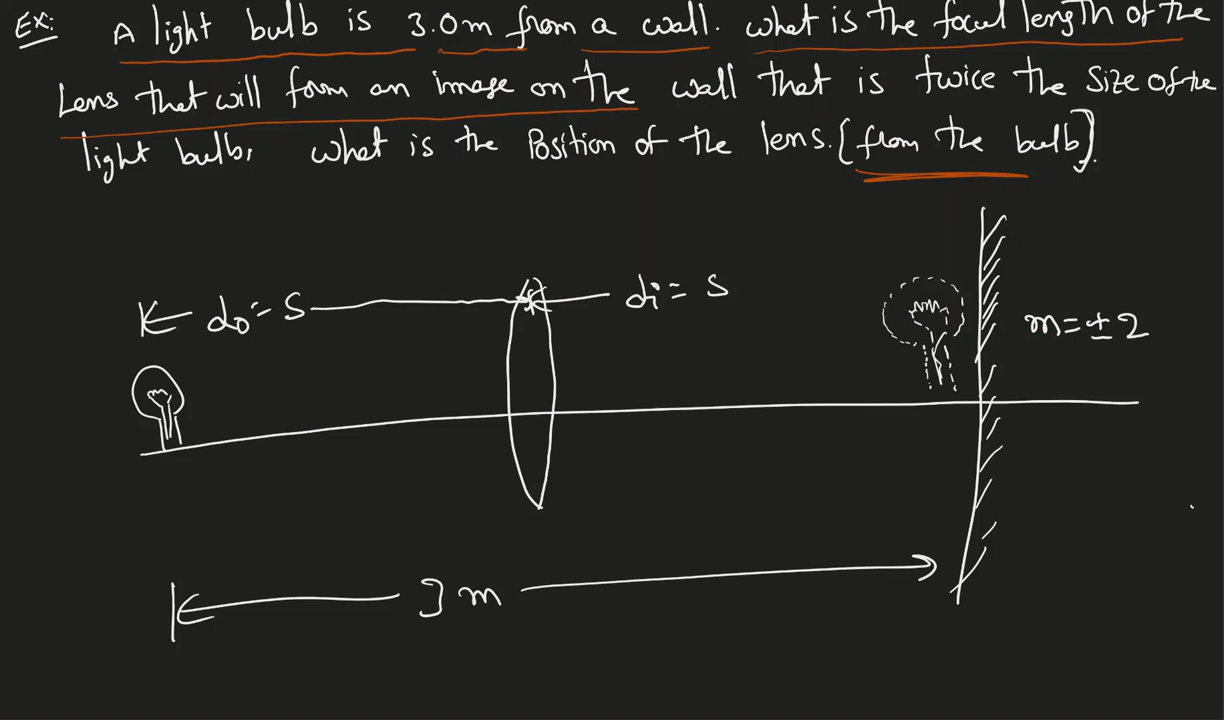 Ex: A light bulb is 3.0m from a wall. what is the focul length of the
Lens that will form an image on the wall that is twice the Size of the
light bulb, what is the Position of the lens. [from the bulb].
do = s di = s
m = ± 2
3 m